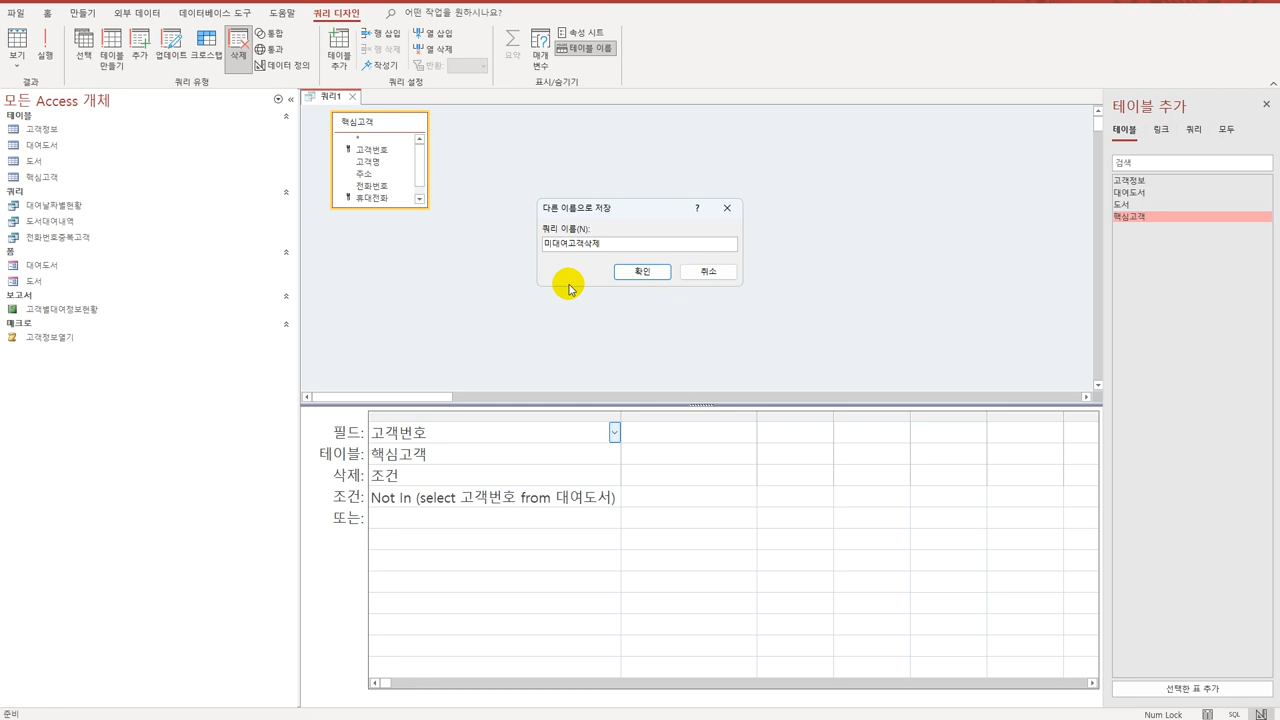 파일 홈 만들기 외부 데이터 데이터베이스 도구 도움말 쿼리 디자인 어떤 작업을 원하시나요?
보기 실행 선택 테이블 만들기 추가 업데이트 크로스탭 삭제 통합 통과 데이터 정의 테이블 추가 행 삽입 행 삭제 작성기 열 삽입 열 삭제 반환: 요약 매개 변수 속성 시트 테이블 이름
결과 쿼리 유형 쿼리 설정 표시/숨기기
모든 Access 개체
테이블
고객정보
대여도서
도서
핵심고객
쿼리
대여날짜별현황
도서대여내역
전화번호중복고객
폼
대여도서
도서
보고서
고객별대여정보현황
매크로
고객정보열기
쿼리1
핵심고객
*
고객번호
고객명
주소
전화번호
휴대전화
다른 이름으로 저장 ?
쿼리 이름(N):
미대여고객삭제
확인 취소
필드: 고객번호
테이블: 핵심고객
삭제: 조건
조건: Not In (select 고객번호 from 대여도서)
또는:
테이블 추가
테이블 링크 쿼리 모두
검색
고객정보
대여도서
도서
핵심고객
선택한 표 추가
준비 Num Lock SQL